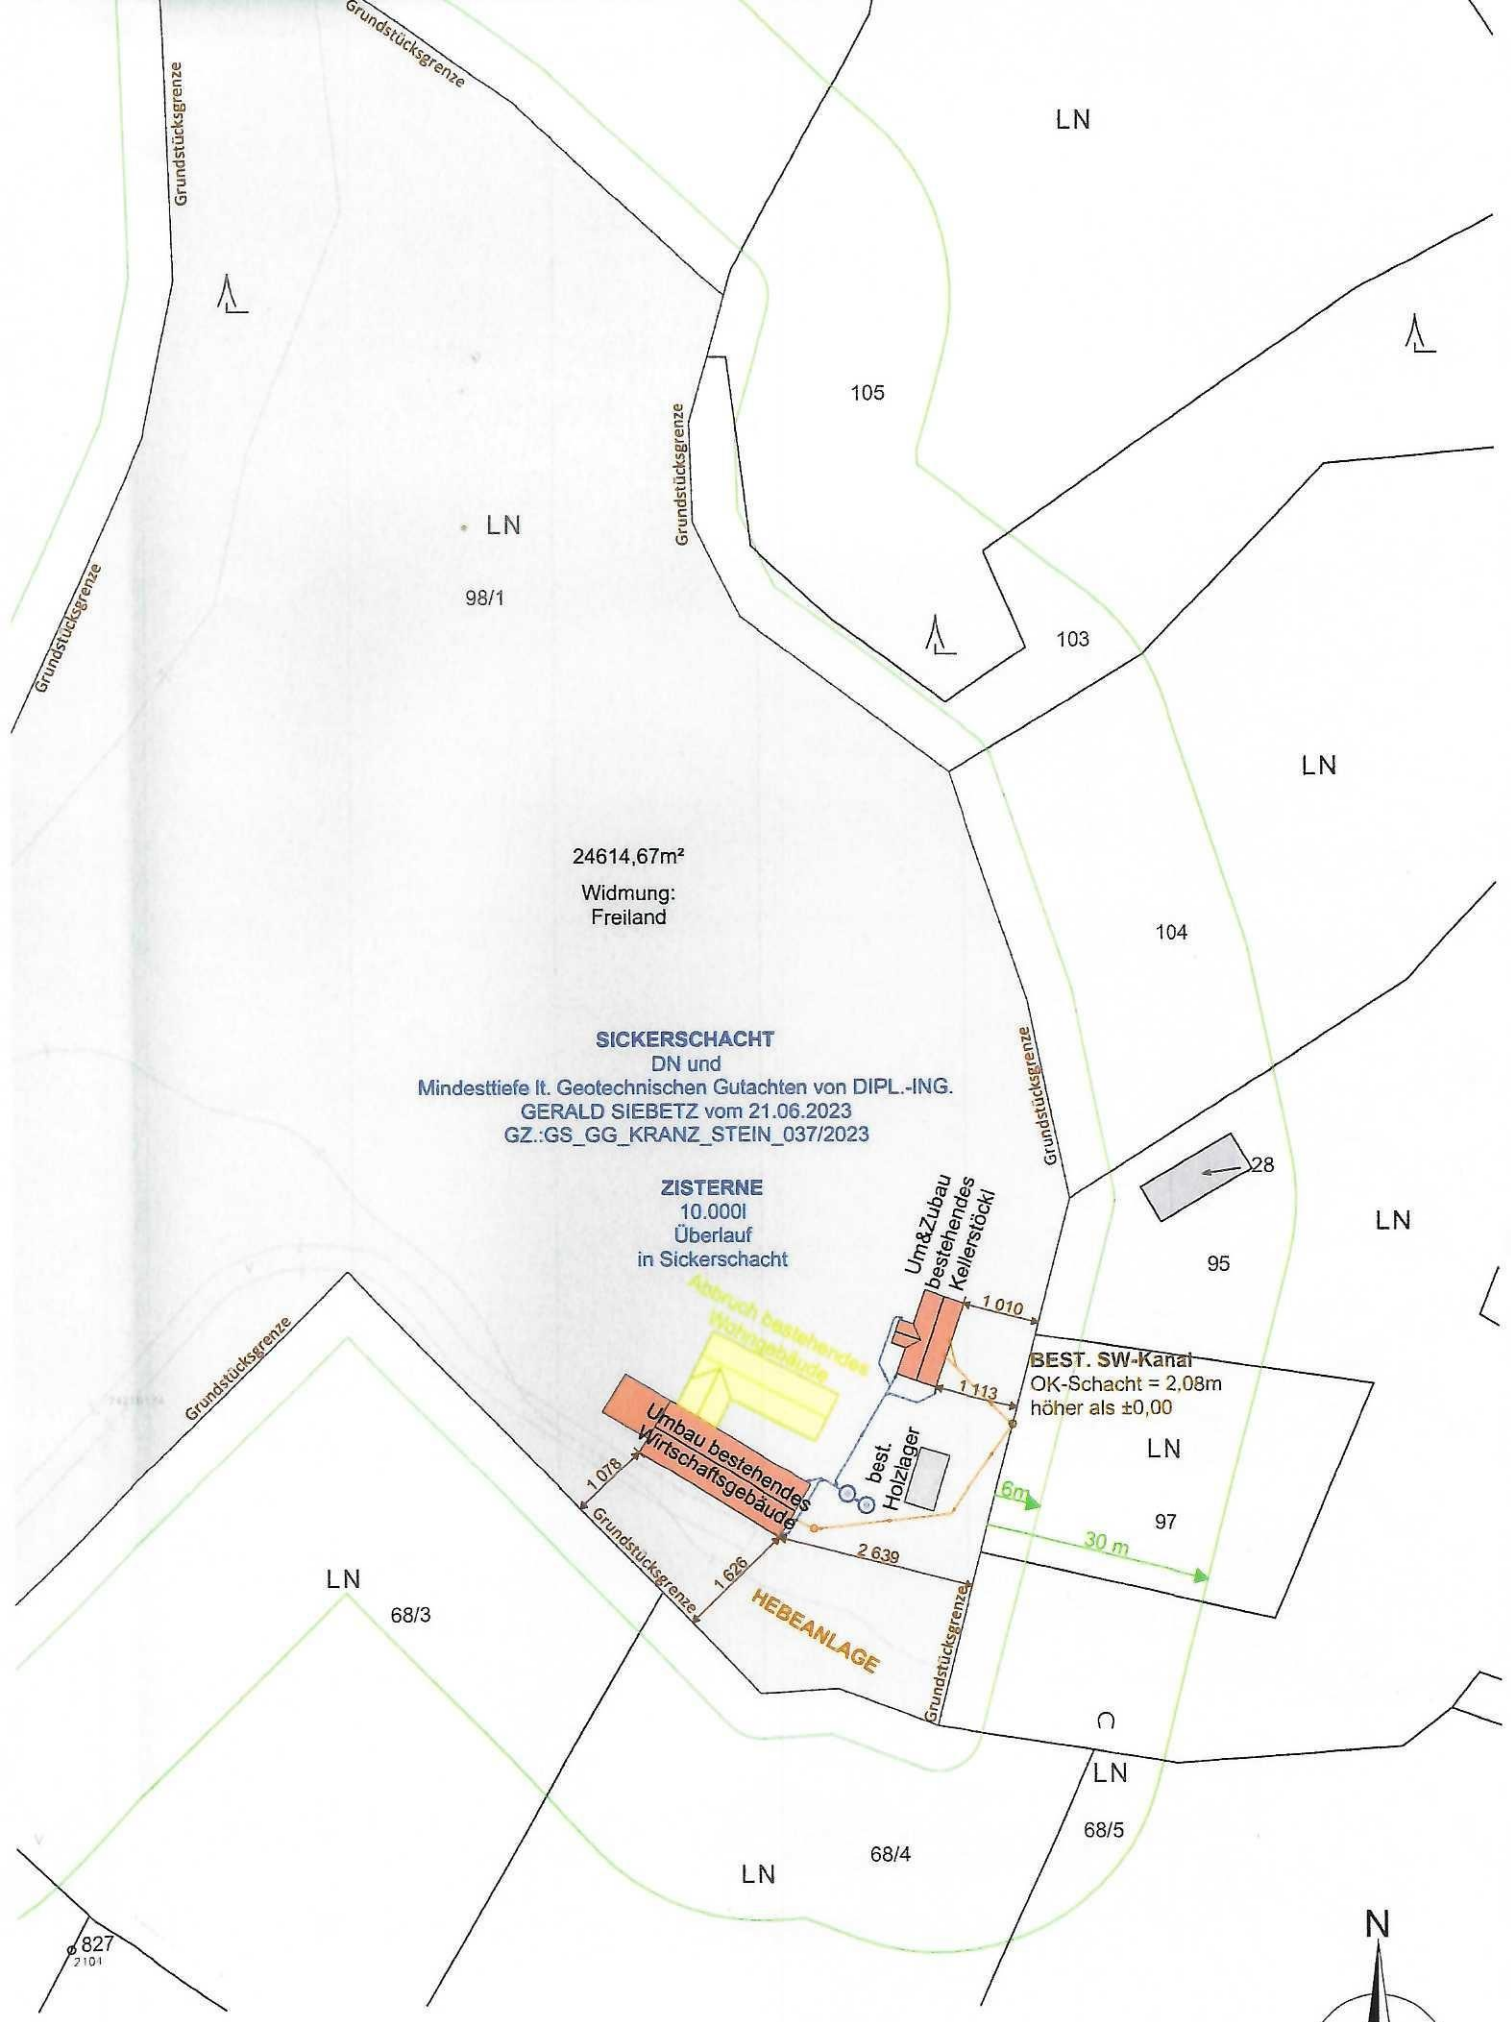 Grundstücksgrenze
Grundstücksgrenze
LN
105
Grundstücksgrenze
LN
98/1
Grundstücksgrenze
103
LN
24614,67m²
Widmung:
Freiland
104
SICKERSCHACHT
DN und
Mindesttiefe lt. Geotechnischen Gutachten von DIPL.-ING.
GERALD SIEBETZ vom 21.06.2023
GZ.:GS_GG_KRANZ_STEIN_037/2023
Grundstücksgrenze
28
ZISTERNE
10.000l
Überlauf
in Sickerschacht
Um&Zubau
bestehendes
Kellerstöckl
LN
95
Abbruch bestehendes
Wohngebäude
1 010
Grundstücksgrenze
BEST. SW-Kanal
OK-Schacht = 2,08m
höher als ±0,00
1 113
Umbau bestehendes
Wirtschaftsgebäude
best.
Holzlager
LN
1 078
6m
97
30 m
Grundstücksgrenze
2 639
1 626
LN
68/3
HEBEANLAGE
Grundstücksgrenze
LN
68/5
68/4
LN
N
827
2101